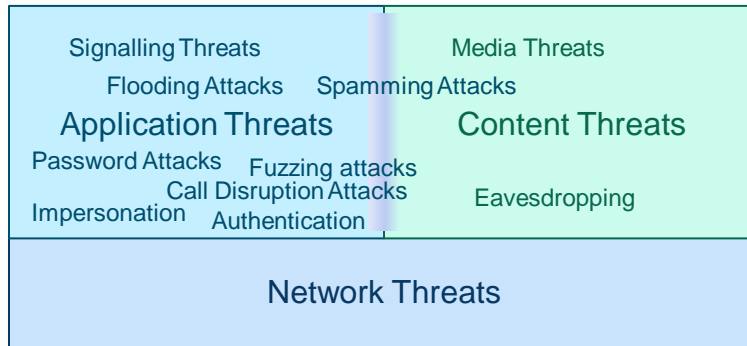 Signalling Threats
Media Threats
Flooding Attacks
Spamming Attacks
Application Threats
Content Threats
Password Attacks
Fuzzing attacks
Call Disruption Attacks
Eavesdropping
Impersonation
Authentication
Network Threats